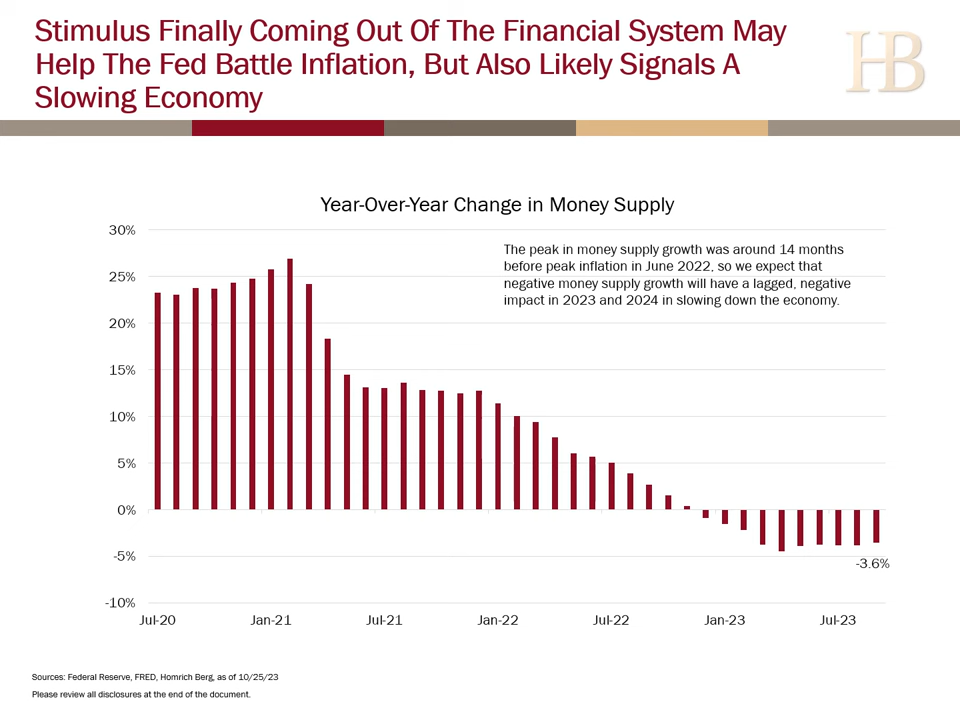 Stimulus Finally Coming Out Of The Financial System May
Help The Fed Battle Inflation, But Also Likely Signals A
Slowing Economy
HB
Year-Over-Year Change in Money Supply
30%
The peak in money supply growth was around 14 months
before peak inflation in June 2022, so we expect that
negative money supply growth will have a lagged, negative
impact in 2023 and 2024 in slowing down the economy.
25%
20%
15%
10%
5%
0%
-5%
-3.6%
-10%
Jul-20 Jan-21 Jul-21 Jan-22 Jul-22 Jan-23 Jul-23
Sources: Federal Reserve, FRED, Homrich Berg, as of 10/25/23
Please review all disclosures at the end of the document.